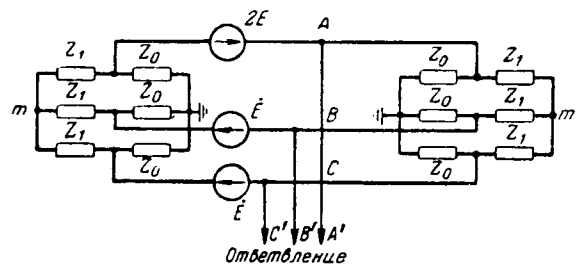 2E A
Z₁ Z₀ Z₀ Z₁
m Z₁ Z₀ Ė B Z₀ Z₁ m
Z₁ Z₀ Ė C Z₀ Z₁
C' B' A'
Ответвление